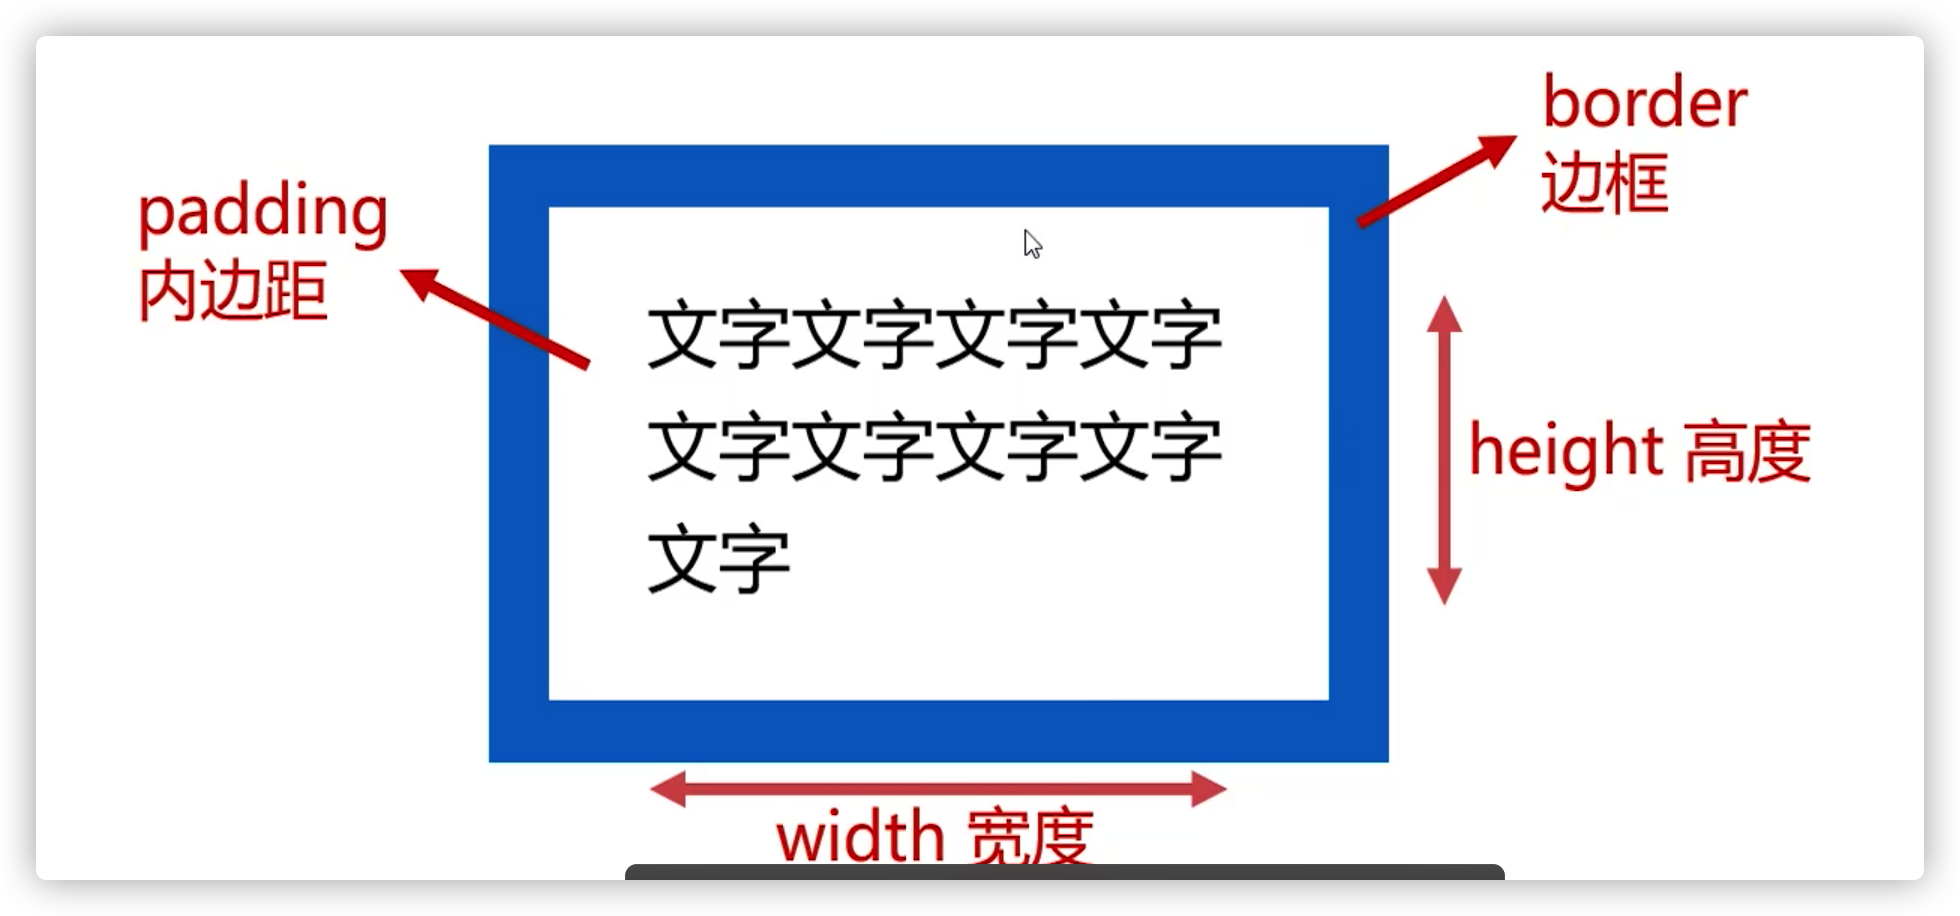 border
边框
padding
内边距
文字文字文字文字
文字文字文字文字
文字
height 高度
width 宽度